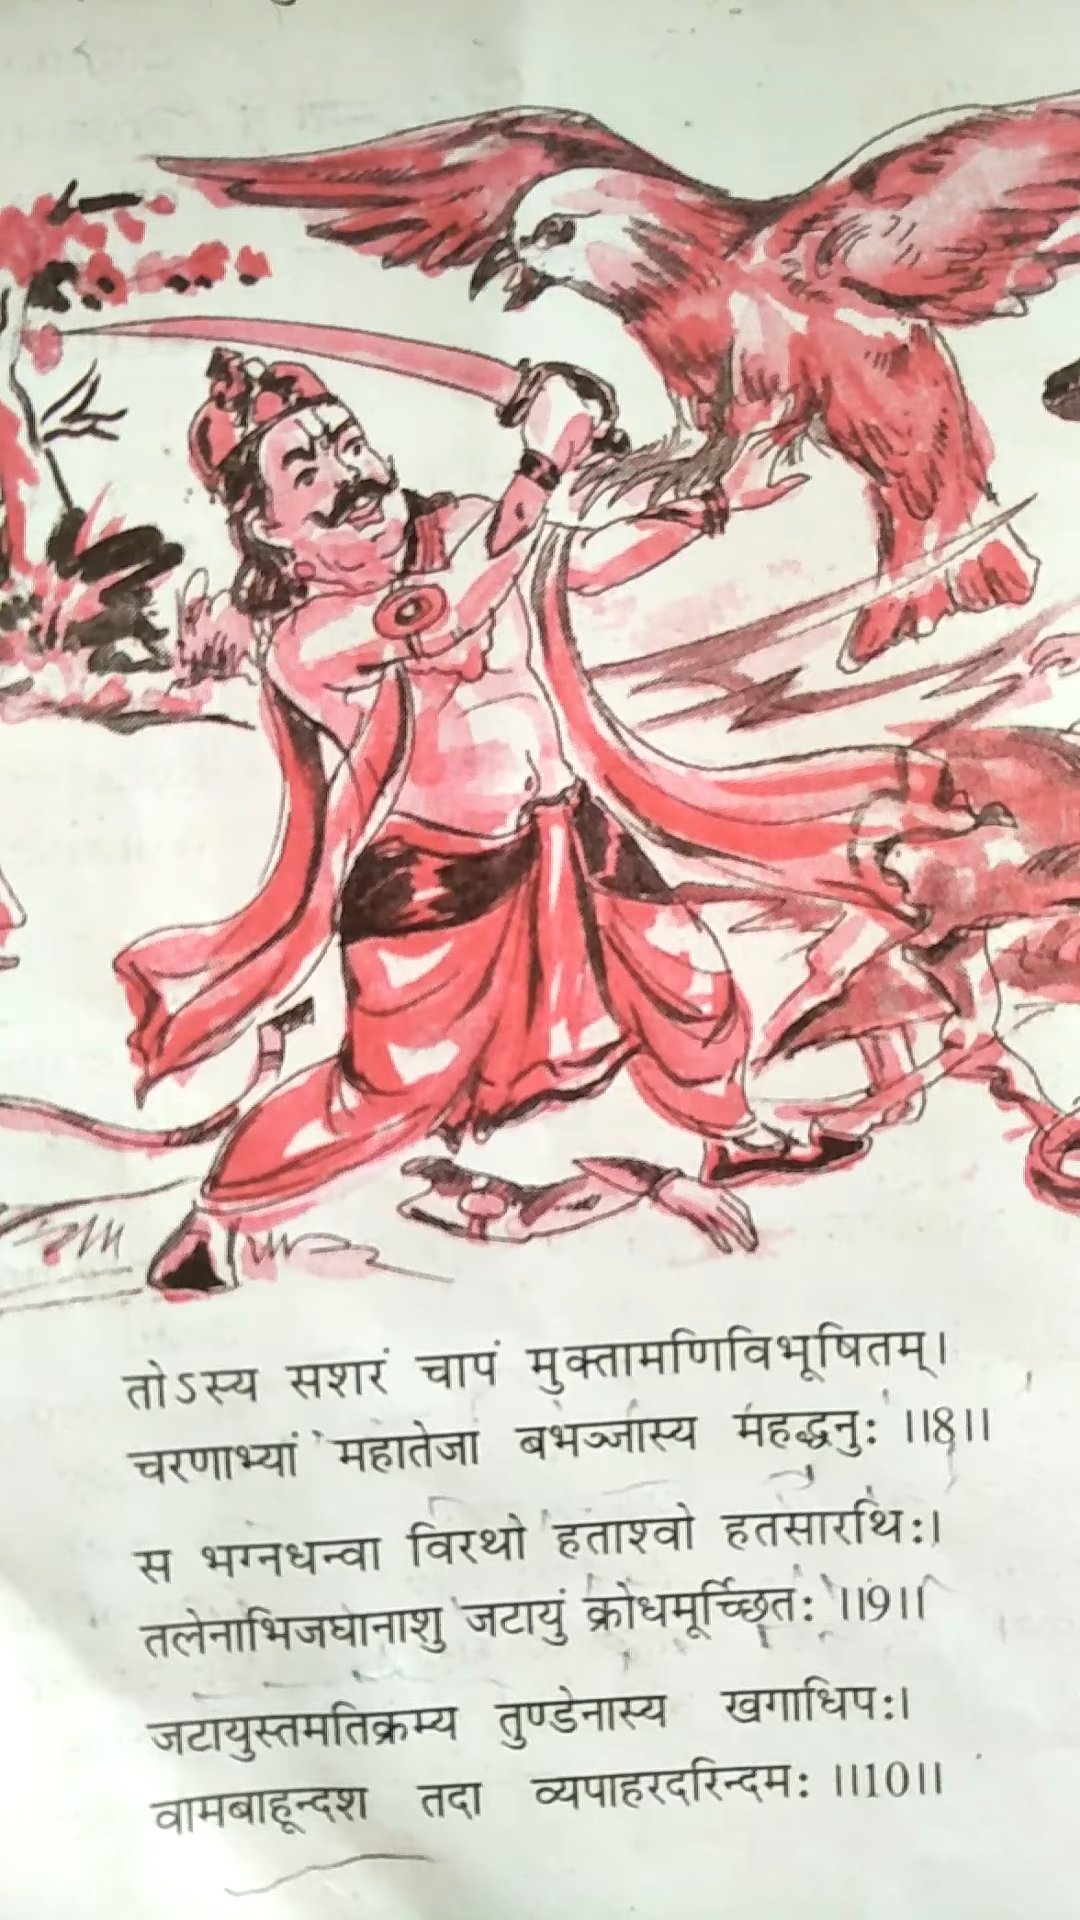 तोऽस्य सशरं चापं मुक्तामणिविभूषितम्।
चरणाभ्यां महातेजा बभञ्जास्य महद्धनुः ॥8॥
स भग्नधन्वा विरथो हताश्वो हतसारथिः।
तलेनाभिजघानाशु जटायुं क्रोधमूर्च्छितः ॥9॥
जटायुस्तमतिक्रम्य तुण्डेनास्य खगाधिपः।
वामबाहून्दश तदा व्यपाहरदरिन्दमः ॥10॥